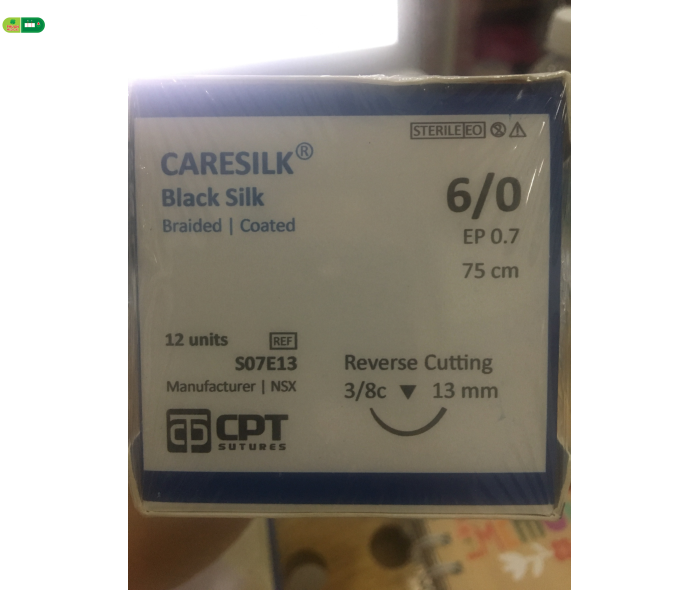 STERILE EO
CARESILK®
Black Silk
Braided | Coated
6/0
EP 0.7
75 cm
12 units REF
S07E13
Manufacturer | NSX
CPT
SUTURES
Reverse Cutting
3/8c ▼ 13 mm